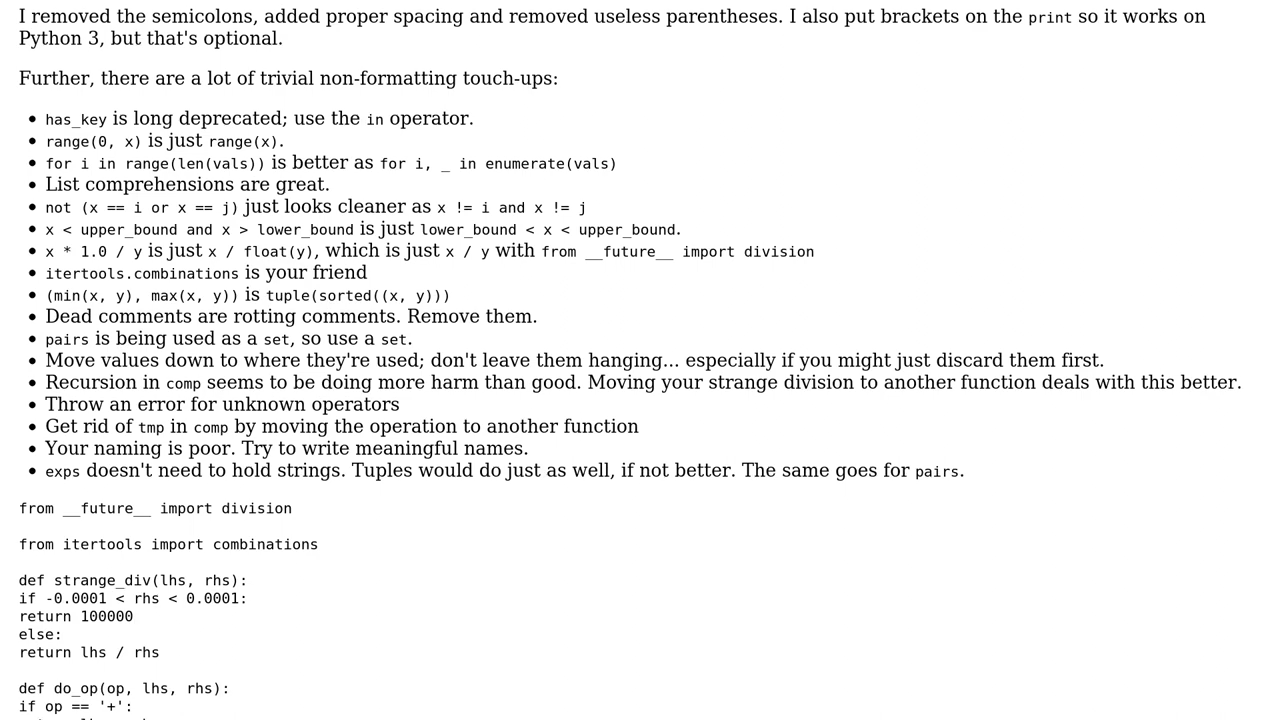 I removed the semicolons, added proper spacing and removed useless parentheses. I also put brackets on the print so it works on
Python 3, but that's optional.
Further, there are a lot of trivial non-formatting touch-ups:
• has_key is long deprecated; use the in operator.
• range(0, x) is just range(x).
• for i in range(len(vals)) is better as for i, _ in enumerate(vals)
• List comprehensions are great.
• not (x == i or x == j) just looks cleaner as x != i and x != j
• x < upper_bound and x > lower_bound is just lower_bound < x < upper_bound.
• x * 1.0 / y is just x / float(y), which is just x / y with from __future__ import division
• itertools.combinations is your friend
• (min(x, y), max(x, y)) is tuple(sorted((x, y)))
• Dead comments are rotting comments. Remove them.
• pairs is being used as a set, so use a set.
• Move values down to where they're used; don't leave them hanging... especially if you might just discard them first.
• Recursion in comp seems to be doing more harm than good. Moving your strange division to another function deals with this better.
• Throw an error for unknown operators
• Get rid of tmp in comp by moving the operation to another function
• Your naming is poor. Try to write meaningful names.
• exps doesn't need to hold strings. Tuples would do just as well, if not better. The same goes for pairs.
from __future__ import division
from itertools import combinations
def strange_div(lhs, rhs):
if -0.0001 < rhs < 0.0001:
return 100000
else:
return lhs / rhs
def do_op(op, lhs, rhs):
if op == '+':